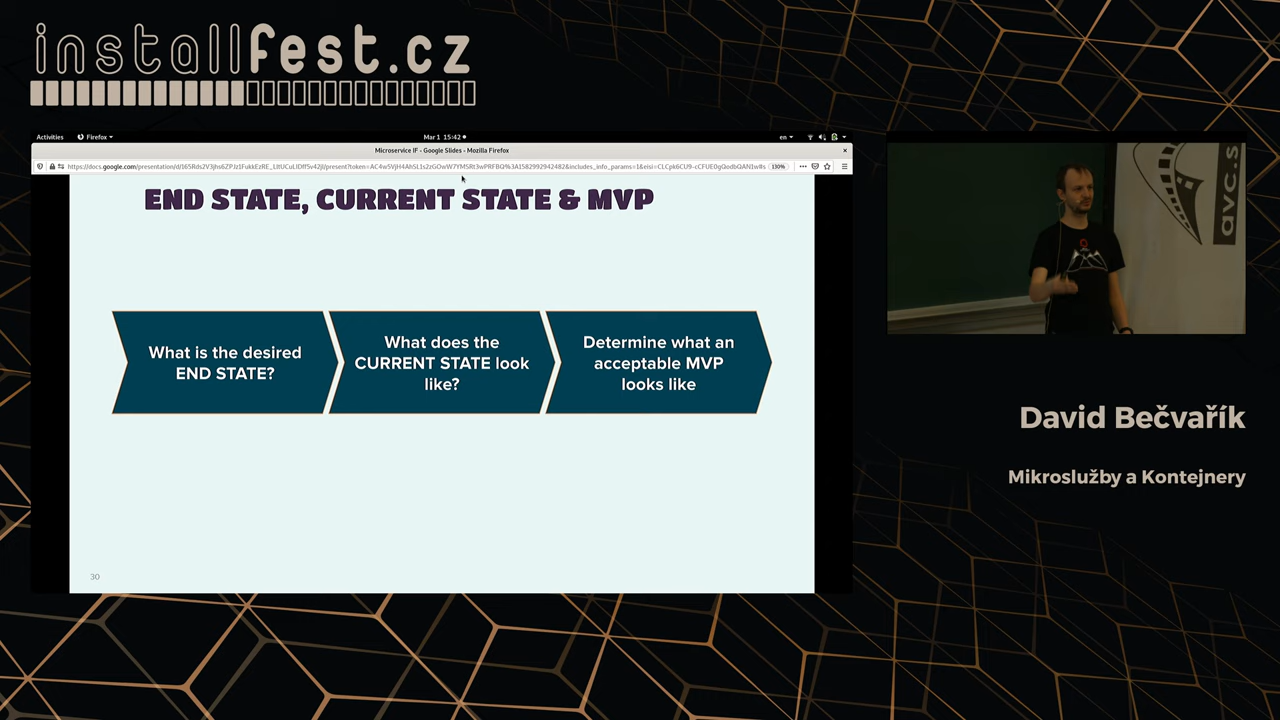 installfest.cz
Activities
Firefox
Mar 1 15:42
en
Microservice IF - Google Slides - Mozilla Firefox
130%
END STATE, CURRENT STATE & MVP
What is the desired
END STATE?
What does the
CURRENT STATE look
like?
Determine what an
acceptable MVP
looks like
30
avc.s
David Bečvařík
Mikroslužby a Kontejnery